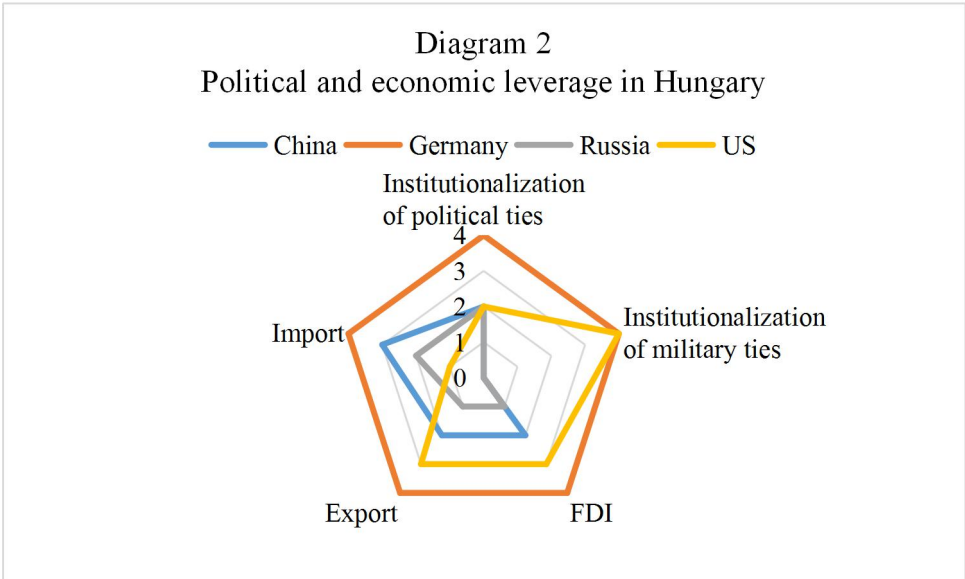 Diagram 2
Political and economic leverage in Hungary
China Germany Russia US
Institutionalization
of political ties
4
3
2
1
0
Institutionalization
of military ties
Import
Export
FDI